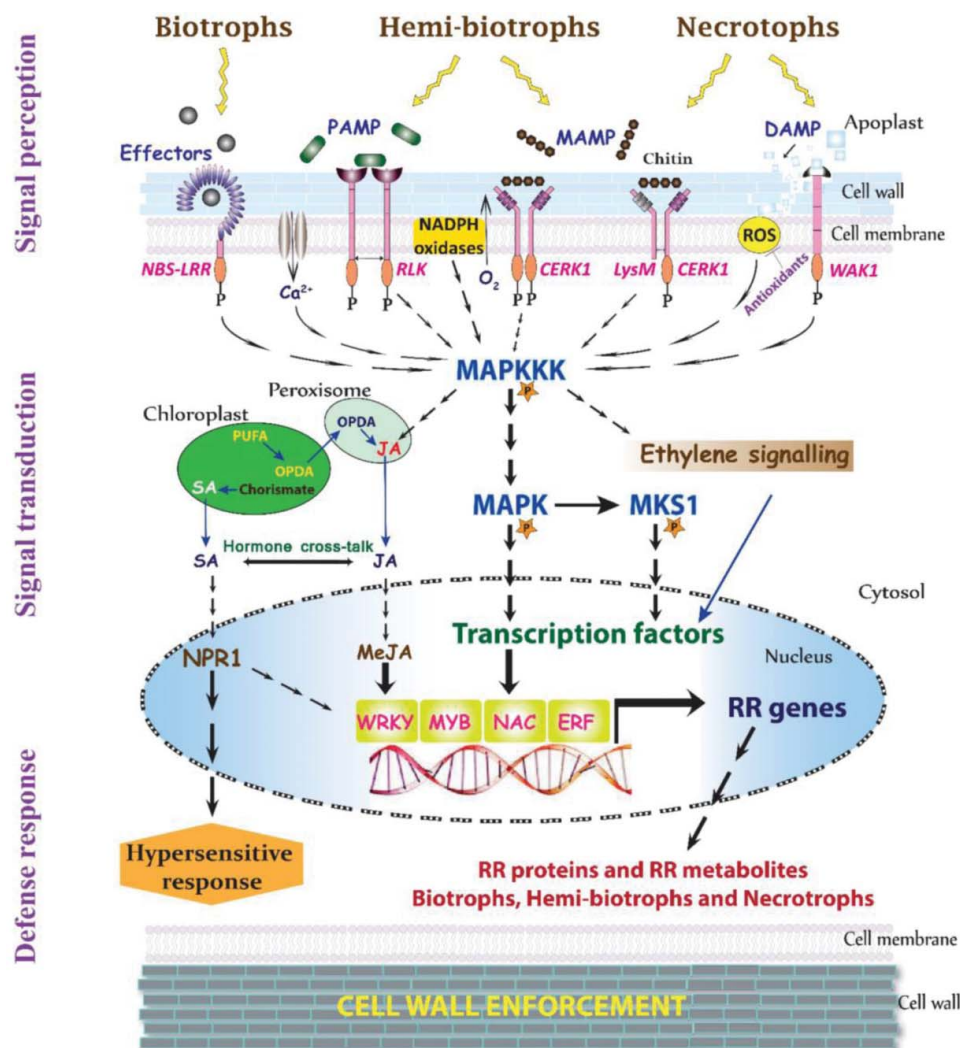 Signal perception
Biotrophs
Hemi-biotrophs
Necrotophs
Effectors
PAMP
MAMP
DAMP
Apoplast
Chitin
Cell wall
NADPH
oxidases
O2
ROS
Cell membrane
NBS-LRR
Ca2+
RLK
CERK1
LysM
CERK1
Antioxidants
WAK1
P
P
P
P
P
P
P
Signal transduction
MAPKKK
P
Peroxisome
Chloroplast
OPDA
JA
PUFA
OPDA
SA
Chorismate
Ethylene signalling
MAPK
MKS1
P
P
Hormone cross-talk
SA
JA
Cytosol
Transcription factors
NPR1
MeJA
Nucleus
WRKY
MYB
NAC
ERF
RR genes
Defense response
Hypersensitive
response
RR proteins and RR metabolites
Biotrophs, Hemi-biotrophs and Necrotrophs
Cell membrane
CELL WALL ENFORCEMENT
Cell wall